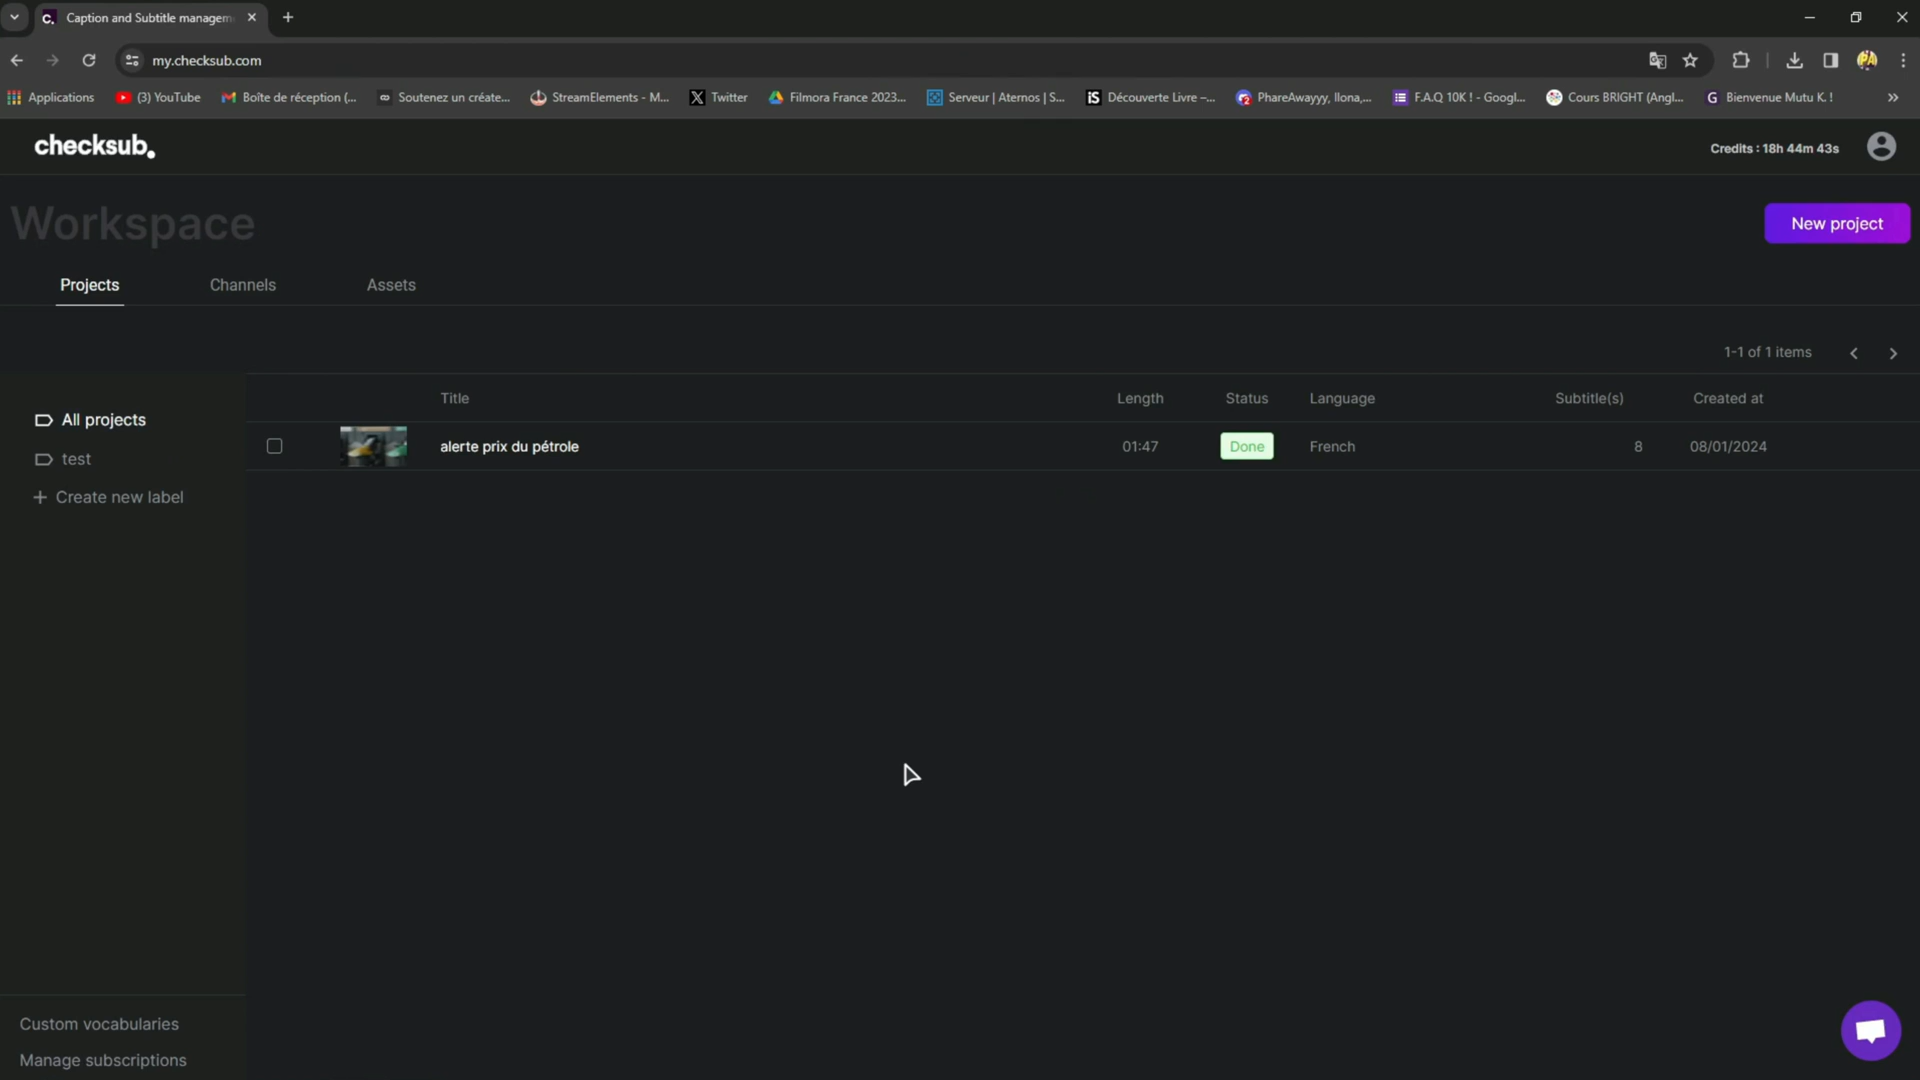 Caption and Subtitle managem
my.checksub.com
Applications
(3) YouTube
Boîte de réception (...
Soutenez un créate...
StreamElements - M...
Twitter
Filmora France 2023...
Serveur | Aternos | S...
Découverte Livre –...
PhareAwayyy, Ilona,...
F.A.Q 10K ! - Googl...
Cours BRIGHT (Angl...
Bienvenue Mutu K. !
checksub.
Credits : 18h 44m 43s
Workspace
New project
Projects
Channels
Assets
1-1 of 1 items
All projects
test
Create new label
Title
Length
Status
Language
Subtitle(s)
Created at
alerte prix du pétrole
01:47
Done
French
8
08/01/2024
Custom vocabularies
Manage subscriptions